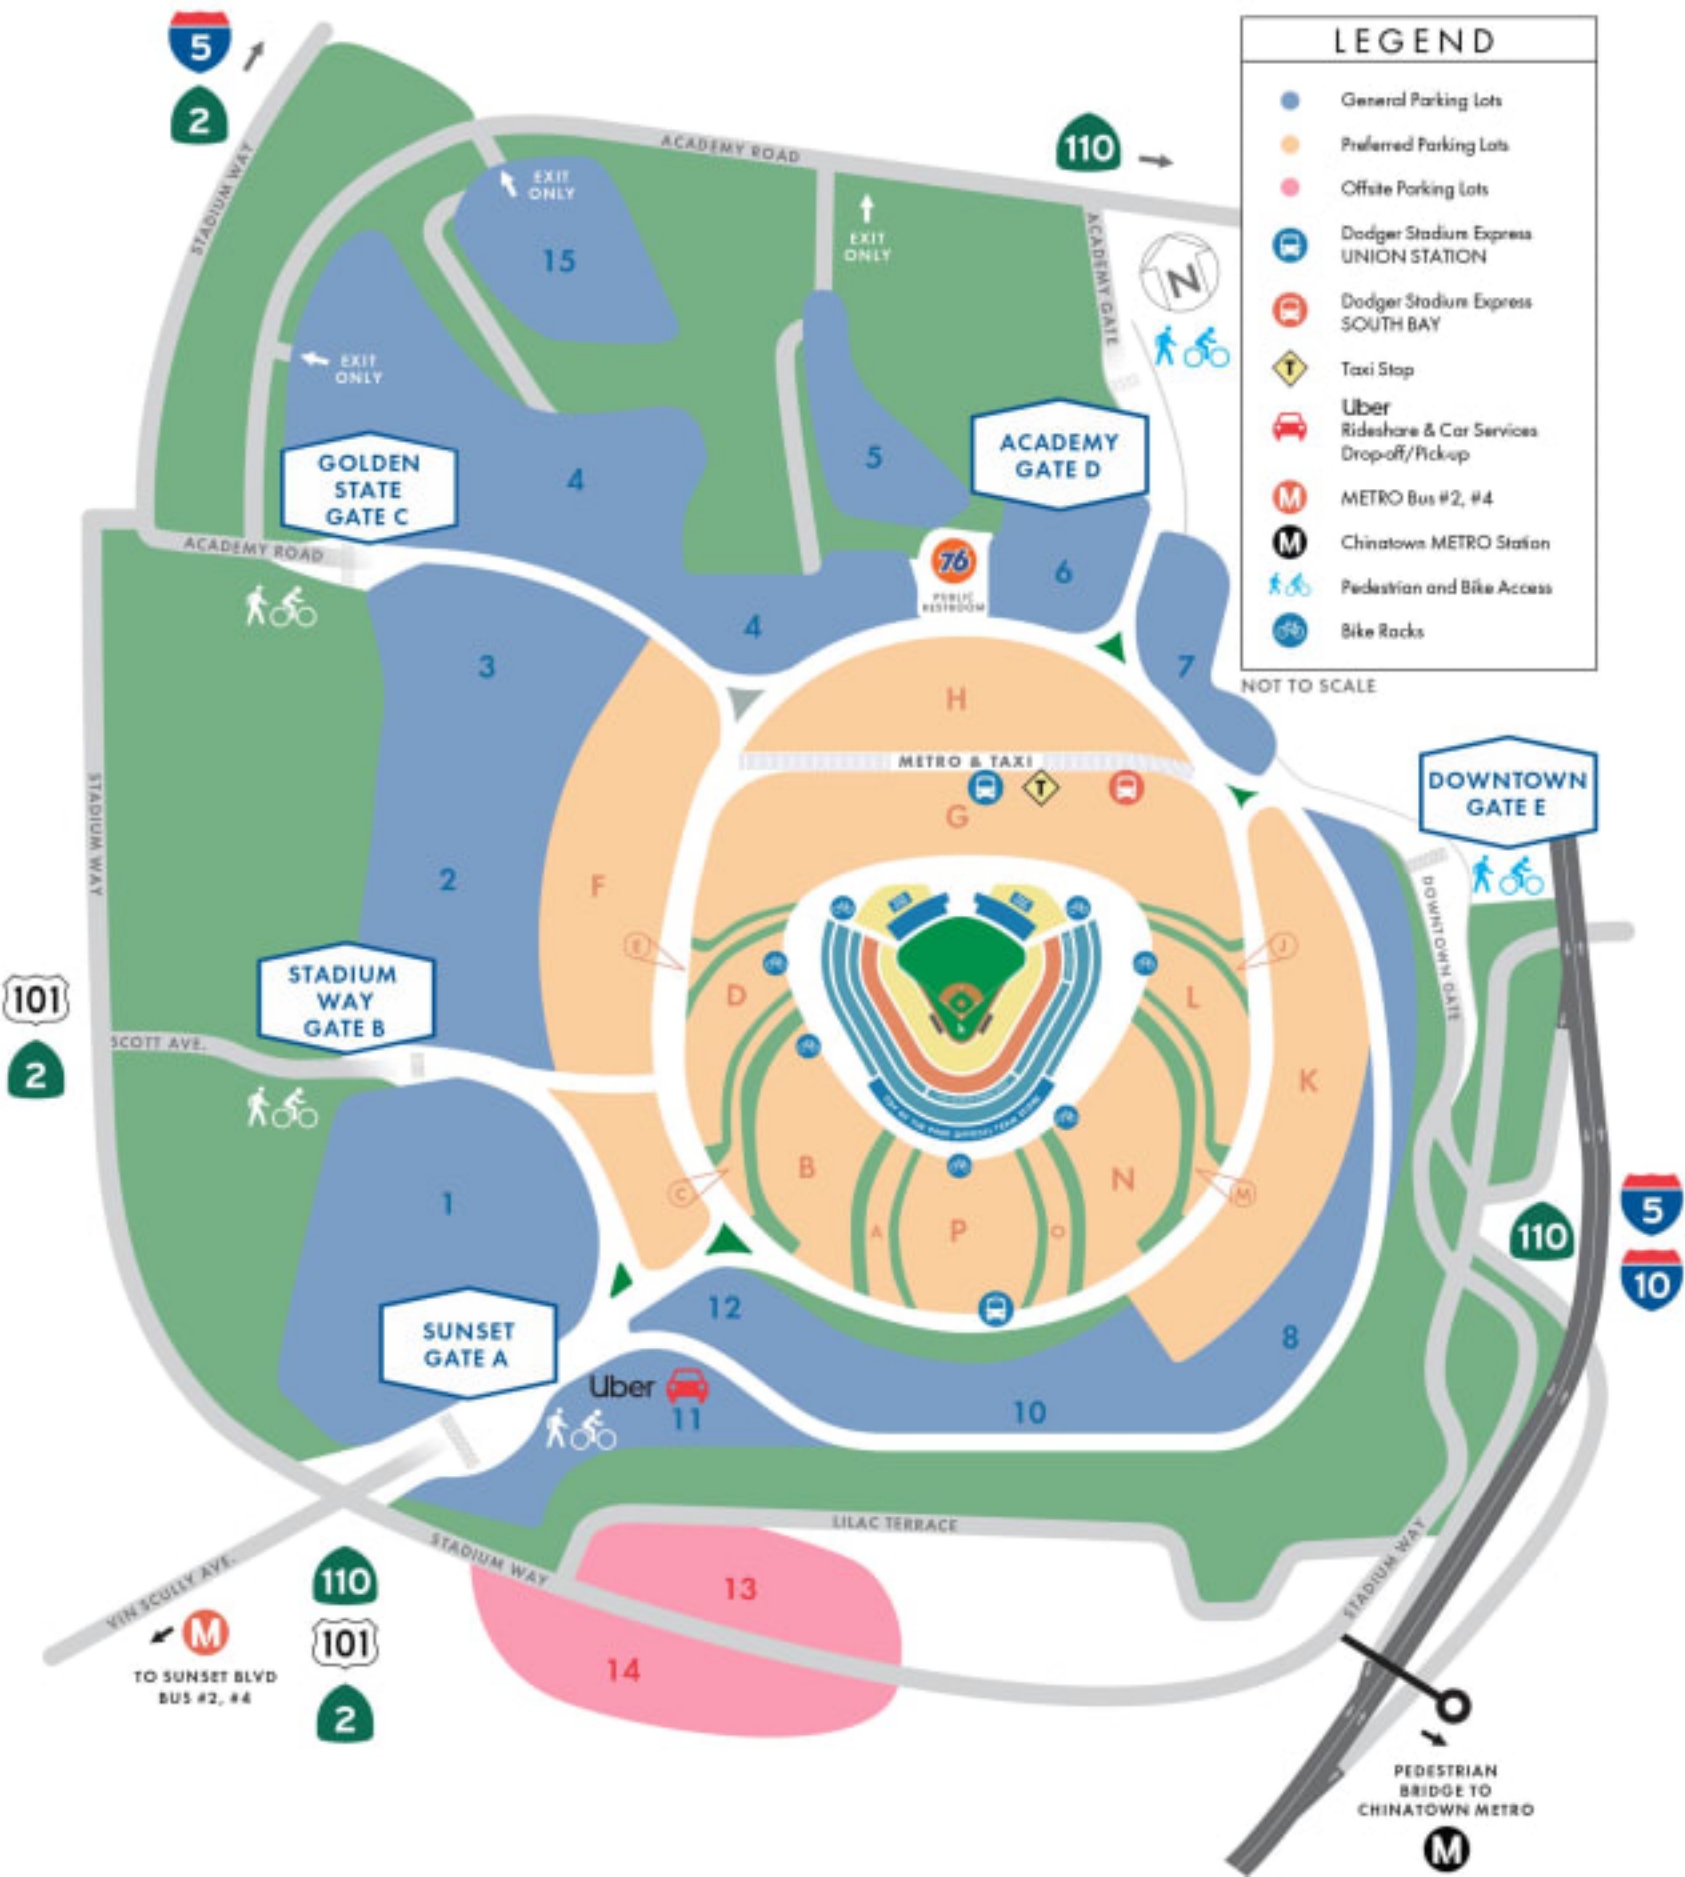 5
2
STADIUM WAY
ACADEMY ROAD
110
EXIT
ONLY
15
EXIT
ONLY
ACADEMY GATE
N
EXIT
ONLY
LEGEND
General Parking Lots
Preferred Parking Lots
Offsite Parking Lots
Dodger Stadium Express
UNION STATION
Dodger Stadium Express
SOUTH BAY
T
Taxi Stop
Uber
Rideshare & Car Services
Drop-off/Pick-up
M
METRO Bus #2, #4
M
Chinatown METRO Station
Pedestrian and Bike Access
Bike Racks
NOT TO SCALE
GOLDEN
STATE
GATE C
4
5
ACADEMY
GATE D
ACADEMY ROAD
76
PUBLIC
RESTROOM
6
4
3
7
H
METRO & TAXI
T
G
DOWNTOWN
GATE E
STADIUM WAY
2
F
E
J
DOWNTOWN GATE
D
L
101
2
STADIUM
WAY
GATE B
SCOTT AVE.
K
B
N
C
M
1
A
P
O
110
5
10
12
8
SUNSET
GATE A
Uber
11
10
LILAC TERRACE
STADIUM WAY
STADIUM WAY
VIN SCULLY AVE.
13
14
M
TO SUNSET BLVD
BUS #2, #4
110
101
2
PEDESTRIAN
BRIDGE TO
CHINATOWN METRO
M